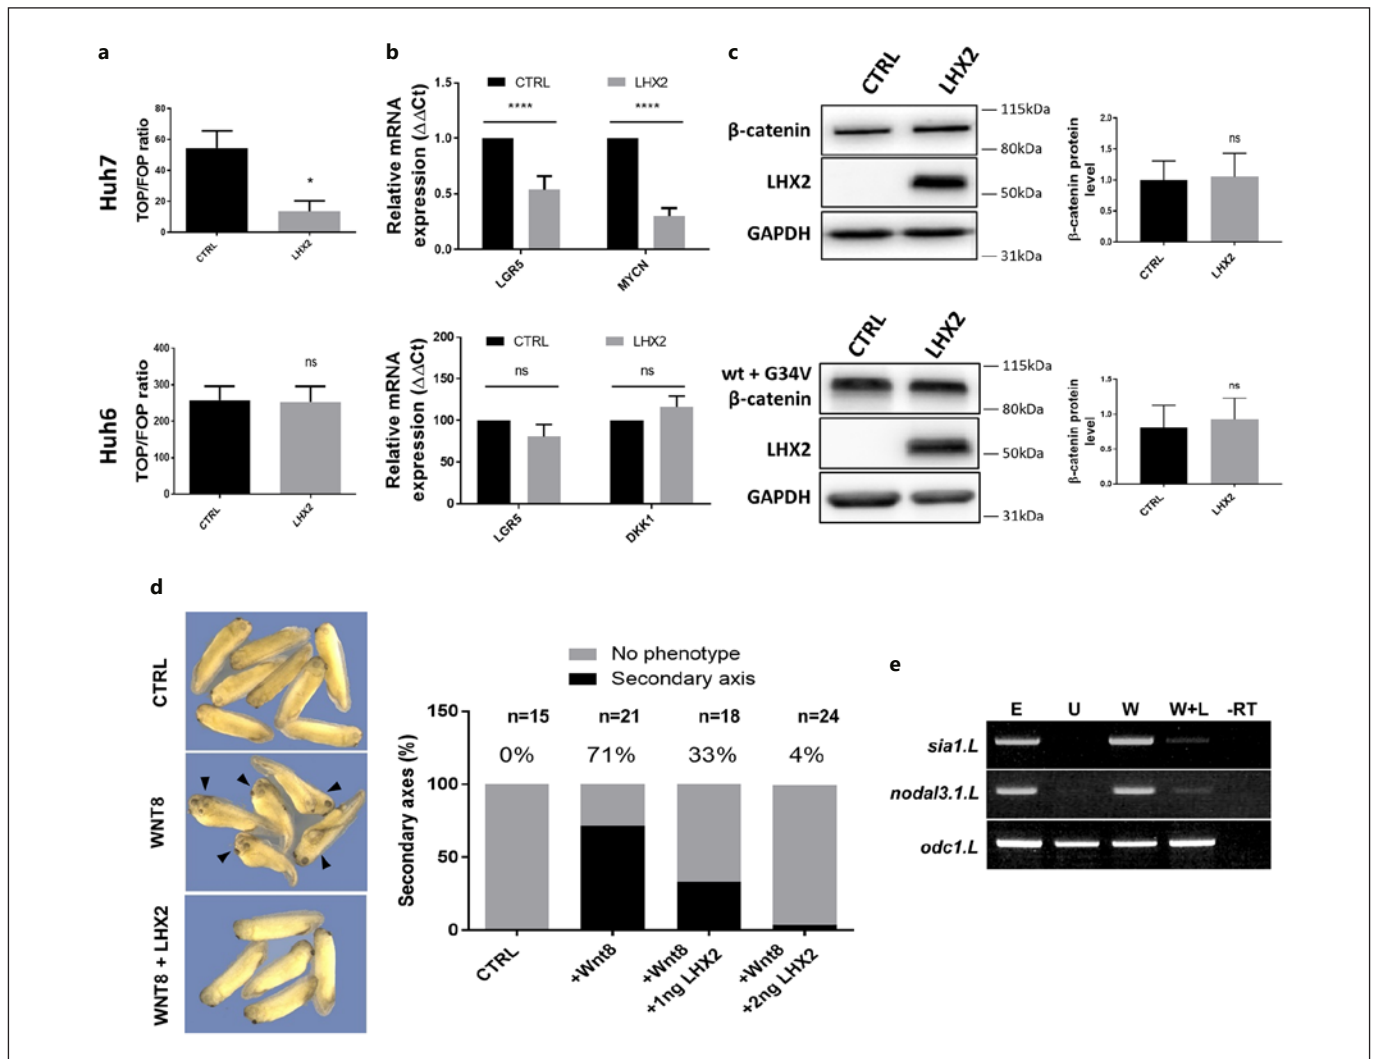 a
Huh7
TOP/FOP ratio
80
60
40
20
0
*
CTRL
LHX2
b
CTRL
LHX2
Relative mRNA
expression (ΔΔCt)
1.5
1.0
0.5
0.0
****
****
LGR5
MYCN
c
CTRL
LHX2
β-catenin
LHX2
GAPDH
115kDa
80kDa
50kDa
31kDa
β-catenin protein
level
2.0
1.5
1.0
0.5
0.0
ns
CTRL
LHX2
Huh6
TOP/FOP ratio
400
300
200
100
0
ns
CTRL
LHX2
CTRL
LHX2
Relative mRNA
expression (ΔΔCt)
200
150
100
50
0
ns
ns
LGR5
DKK1
CTRL
LHX2
wt + G34V
β-catenin
LHX2
GAPDH
115kDa
80kDa
50kDa
31kDa
β-catenin protein
level
1.5
1.0
0.5
0.0
ns
CTRL
LHX2
d
CTRL
WNT8
WNT8 + LHX2
No phenotype
Secondary axis
Secondary axes (%)
150
100
50
0
n=15
n=21
n=18
n=24
0%
71%
33%
4%
CTRL
+Wnt8
+Wnt8
+1ng LHX2
+Wnt8
+2ng LHX2
e
E U W W+L -RT
sia1.L
nodal3.1.L
odc1.L